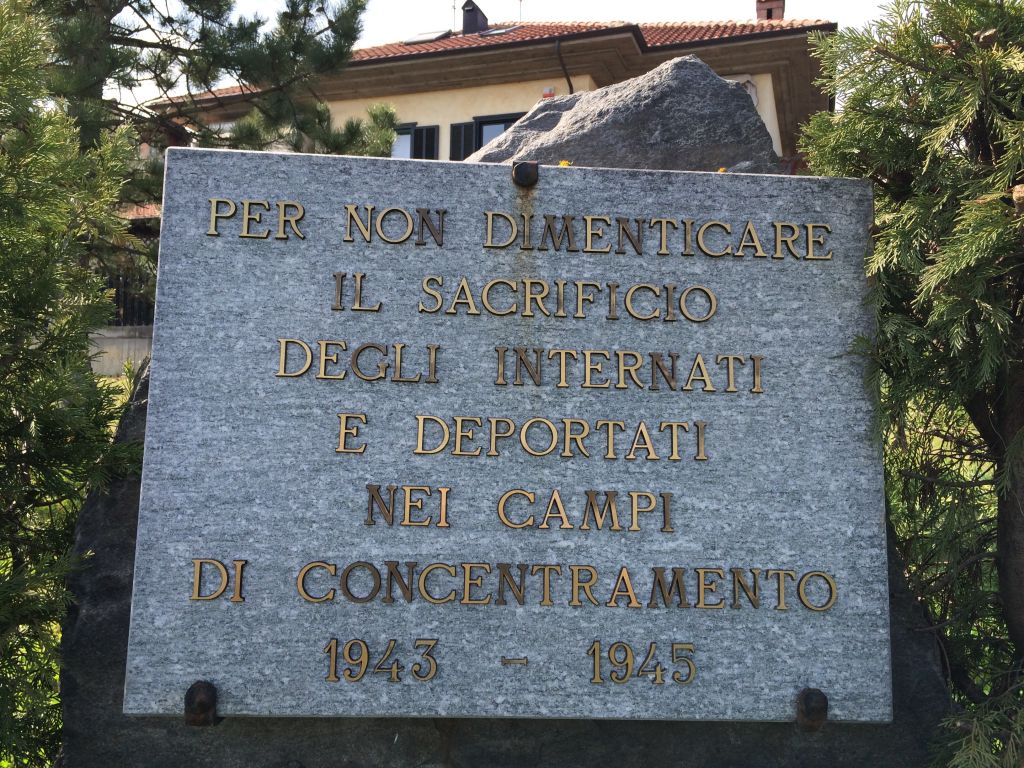 PER NON DIMENTICARE
IL SACRIFICIO
DEGLI INTERNATI
E DEPORTATI
NEI CAMPI
DI CONCENTRAMENTO
1943 - 1945